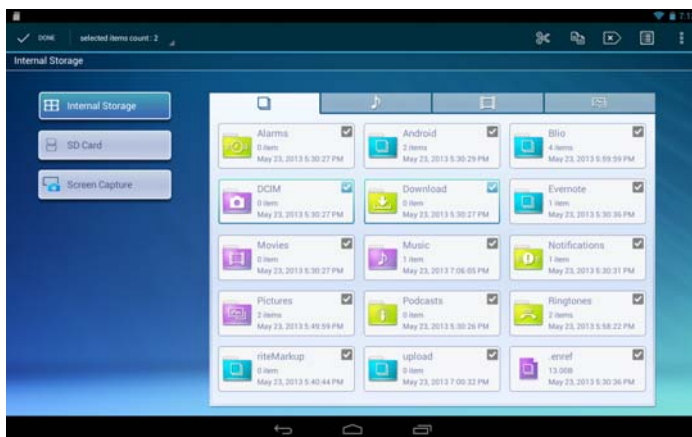 DONE selected items count : 2
Internal Storage
Internal Storage
SD Card
Screen Capture
Alarms
0 item
May 23, 2013 5:30:27 PM
Android
2 items
May 23, 2013 5:30:29 PM
Blio
4 items
May 23, 2013 5:59:59 PM
DCIM
0 item
May 23, 2013 5:30:27 PM
Download
0 item
May 23, 2013 5:30:27 PM
Evernote
1 item
May 23, 2013 5:30:36 PM
Movies
0 item
May 23, 2013 5:30:27 PM
Music
1 item
May 23, 2013 7:06:05 PM
Notifications
1 item
May 23, 2013 5:30:31 PM
Pictures
2 items
May 23, 2013 5:49:59 PM
Podcasts
0 item
May 23, 2013 5:30:26 PM
Ringtones
2 items
May 23, 2013 5:58:22 PM
riteMarkup
0 item
May 23, 2013 5:40:44 PM
upload
0 item
May 23, 2013 7:00:32 PM
.enref
13.00B
May 23, 2013 5:30:36 PM